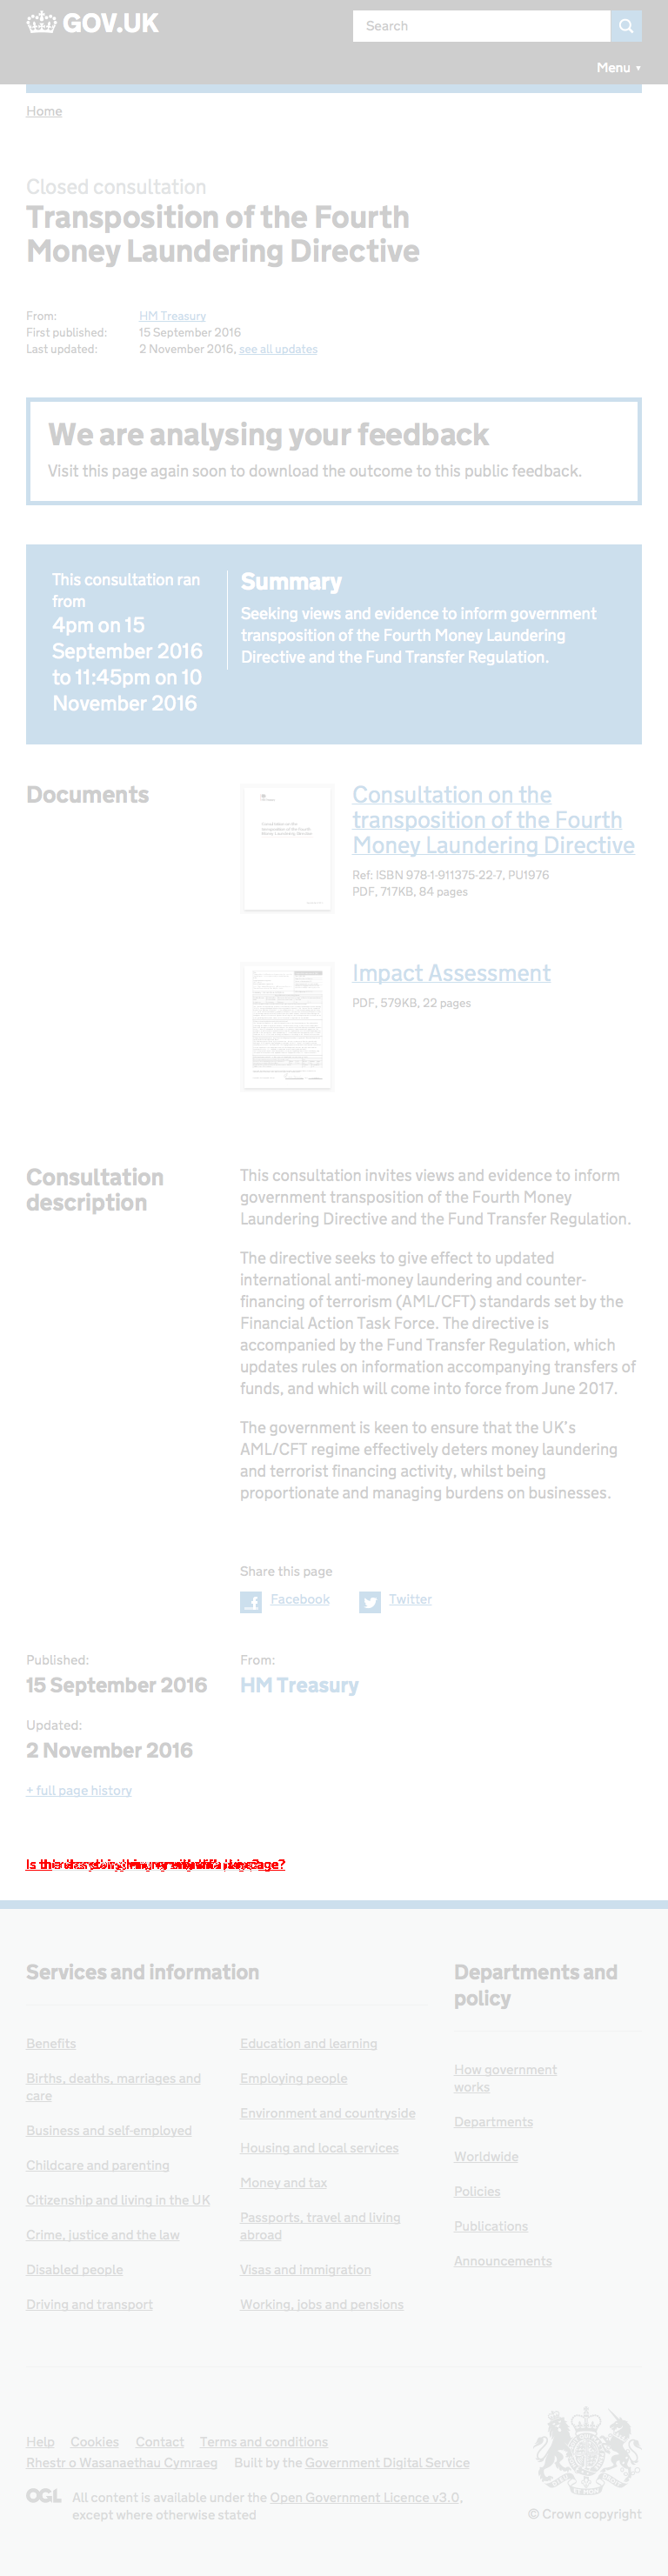 GOV.UK
Search
Menu ▼
Home
Closed consultation
Transposition of the Fourth
Money Laundering Directive
From: HM Treasury
First published: 15 September 2016
Last updated: 2 November 2016, see all updates
We are analysing your feedback
Visit this page again soon to download the outcome to this public feedback.
This consultation ran
from
4pm on 15
September 2016
to 11:45pm on 10
November 2016
Summary
Seeking views and evidence to inform government
transposition of the Fourth Money Laundering
Directive and the Fund Transfer Regulation.
Documents
Consultation on the
transposition of the Fourth
Money Laundering Directive
Ref: ISBN 978-1-911375-22-7, PU1976
PDF, 717KB, 84 pages
Impact Assessment
PDF, 579KB, 22 pages
Consultation
description
This consultation invites views and evidence to inform
government transposition of the Fourth Money
Laundering Directive and the Fund Transfer Regulation.
The directive seeks to give effect to updated
international anti-money laundering and counter-
financing of terrorism (AML/CFT) standards set by the
Financial Action Task Force. The directive is
accompanied by the Fund Transfer Regulation, which
updates rules on information accompanying transfers of
funds, and which will come into force from June 2017.
The government is keen to ensure that the UK's
AML/CFT regime effectively deters money laundering
and terrorist financing activity, whilst being
proportionate and managing burdens on businesses.
Share this page
Facebook Twitter
Published:
15 September 2016
From:
HM Treasury
Updated:
2 November 2016
+ full page history
Services and information
Benefits
Births, deaths, marriages and
care
Business and self-employed
Childcare and parenting
Citizenship and living in the UK
Crime, justice and the law
Disabled people
Driving and transport
Education and learning
Employing people
Environment and countryside
Housing and local services
Money and tax
Passports, travel and living
abroad
Visas and immigration
Working, jobs and pensions
Departments and
policy
How government
works
Departments
Worldwide
Policies
Publications
Announcements
Help Cookies Contact Terms and conditions
Rhestr o Wasanaethau Cymraeg Built by the Government Digital Service
OGL All content is available under the Open Government Licence v3.0,
except where otherwise stated
© Crown copyright